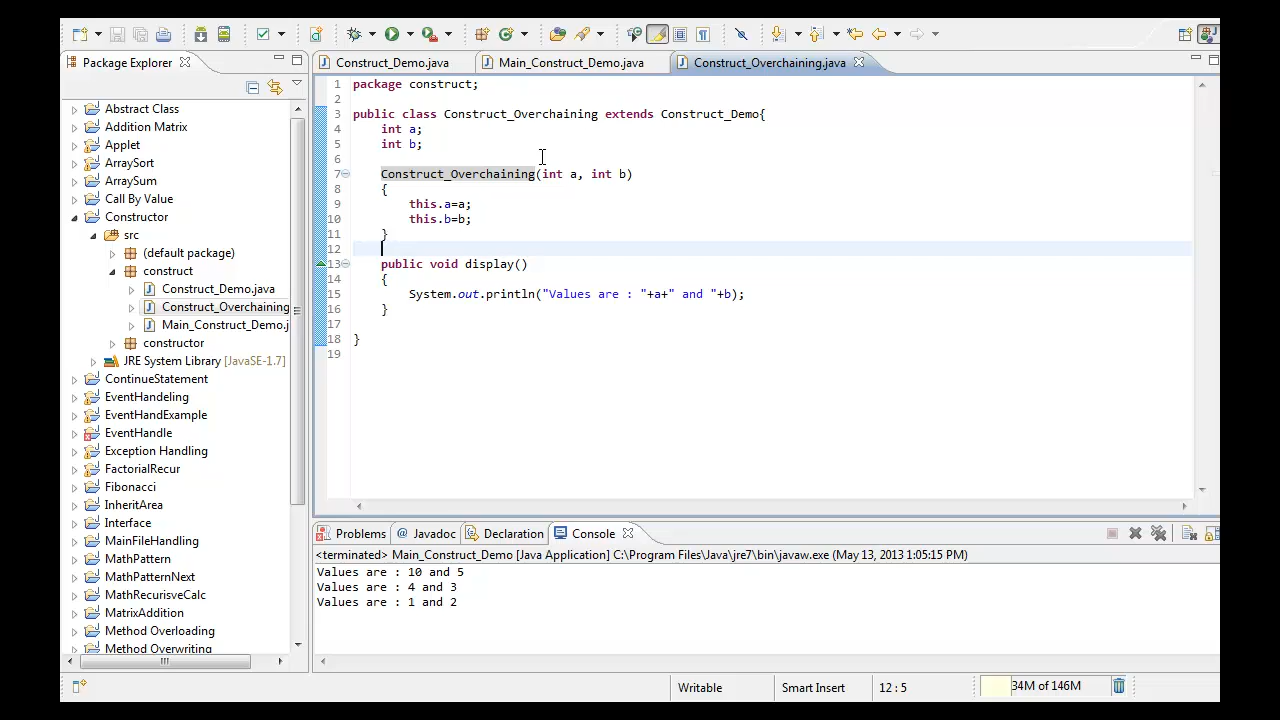 Package Explorer
Construct_Demo.java
Main_Construct_Demo.java
Construct_Overchaining.java
Abstract Class
Addition Matrix
Applet
ArraySort
ArraySum
Call By Value
Constructor
src
(default package)
construct
Construct_Demo.java
Construct_Overchaining
Main_Construct_Demo.j
constructor
JRE System Library [JavaSE-1.7]
ContinueStatement
EventHandeling
EventHandExample
EventHandle
Exception Handling
FactorialRecur
Fibonacci
InheritArea
Interface
MainFileHandling
MathPattern
MathPatternNext
MathRecurisveCalc
MatrixAddition
Method Overloading
Method Overwriting
1 package construct;
2
3 public class Construct_Overchaining extends Construct_Demo{
4 int a;
5 int b;
6
7 Construct_Overchaining(int a, int b)
8 {
9 this.a=a;
10 this.b=b;
11 }
12
13 public void display()
14 {
15 System.out.println("Values are : "+a+" and "+b);
16 }
17
18 }
19
Problems @ Javadoc Declaration Console
<terminated> Main_Construct_Demo [Java Application] C:\Program Files\Java\jre7\bin\javaw.exe (May 13, 2013 1:05:15 PM)
Values are : 10 and 5
Values are : 4 and 3
Values are : 1 and 2
Writable Smart Insert 12 : 5 34M of 146M